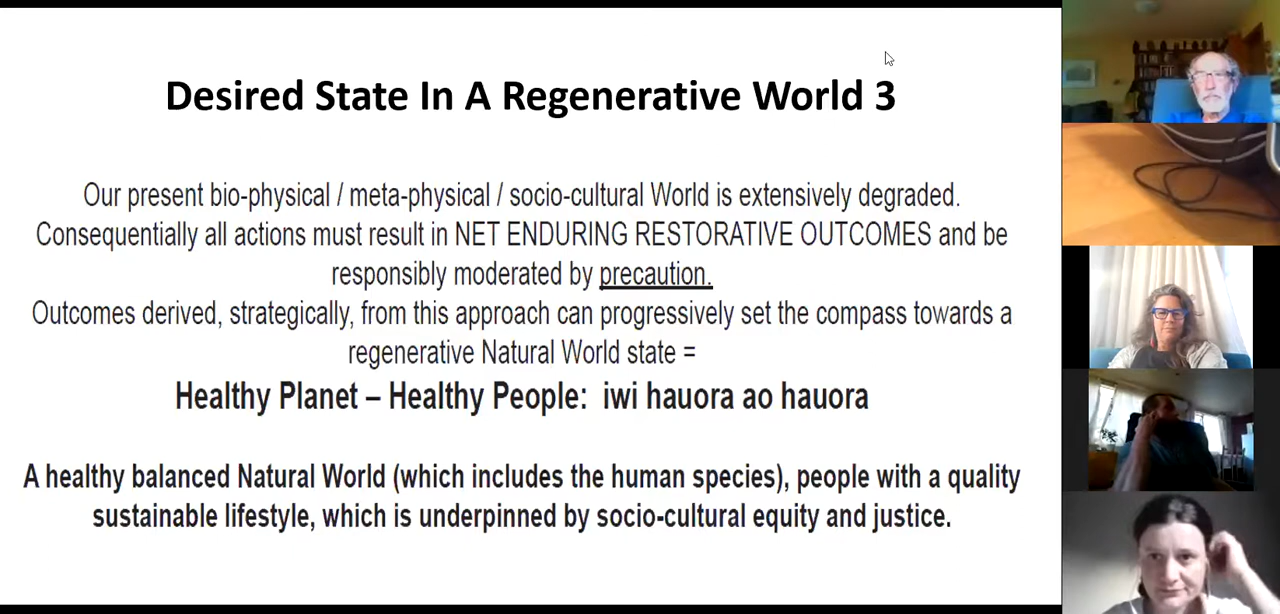 Desired State In A Regenerative World 3
Our present bio-physical / meta-physical / socio-cultural World is extensively degraded.
Consequentially all actions must result in NET ENDURING RESTORATIVE OUTCOMES and be
responsibly moderated by precaution.
Outcomes derived, strategically, from this approach can progressively set the compass towards a
regenerative Natural World state =
Healthy Planet – Healthy People: iwi hauora ao hauora
A healthy balanced Natural World (which includes the human species), people with a quality
sustainable lifestyle, which is underpinned by socio-cultural equity and justice.